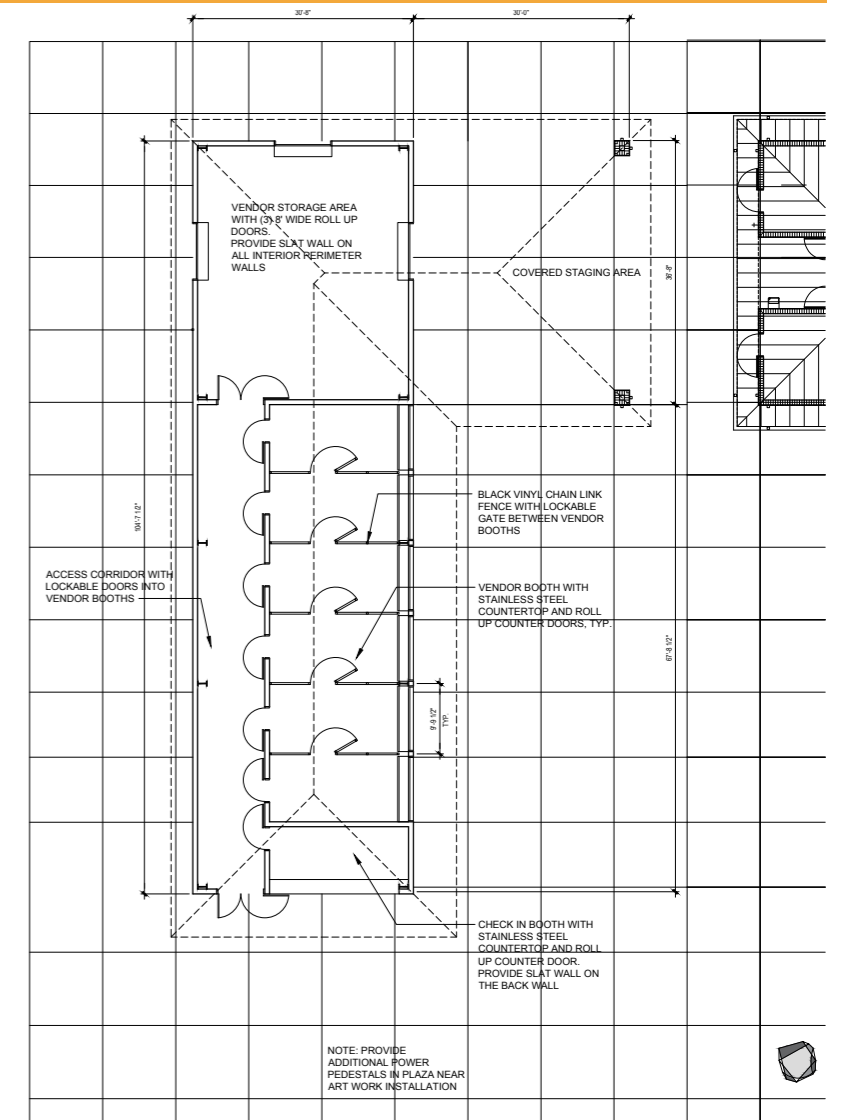 30'-8"
30'-0"
VENDOR STORAGE AREA
WITH (3) 8' WIDE ROLL UP
DOORS.
PROVIDE SLAT WALL ON
ALL INTERIOR PERIMETER
WALLS
COVERED STAGING AREA
36'-8"
104'-7 1/2"
BLACK VINYL CHAIN LINK
FENCE WITH LOCKABLE
GATE BETWEEN VENDOR
BOOTHS
ACCESS CORRIDOR WITH
LOCKABLE DOORS INTO
VENDOR BOOTHS
VENDOR BOOTH WITH
STAINLESS STEEL
COUNTERTOP AND ROLL
UP COUNTER DOORS, TYP.
67'-8 1/2"
9'-9 1/2"
TYP.
CHECK IN BOOTH WITH
STAINLESS STEEL
COUNTERTOP AND ROLL
UP COUNTER DOOR.
PROVIDE SLAT WALL ON
THE BACK WALL
NOTE: PROVIDE
ADDITIONAL POWER
PEDESTALS IN PLAZA NEAR
ART WORK INSTALLATION